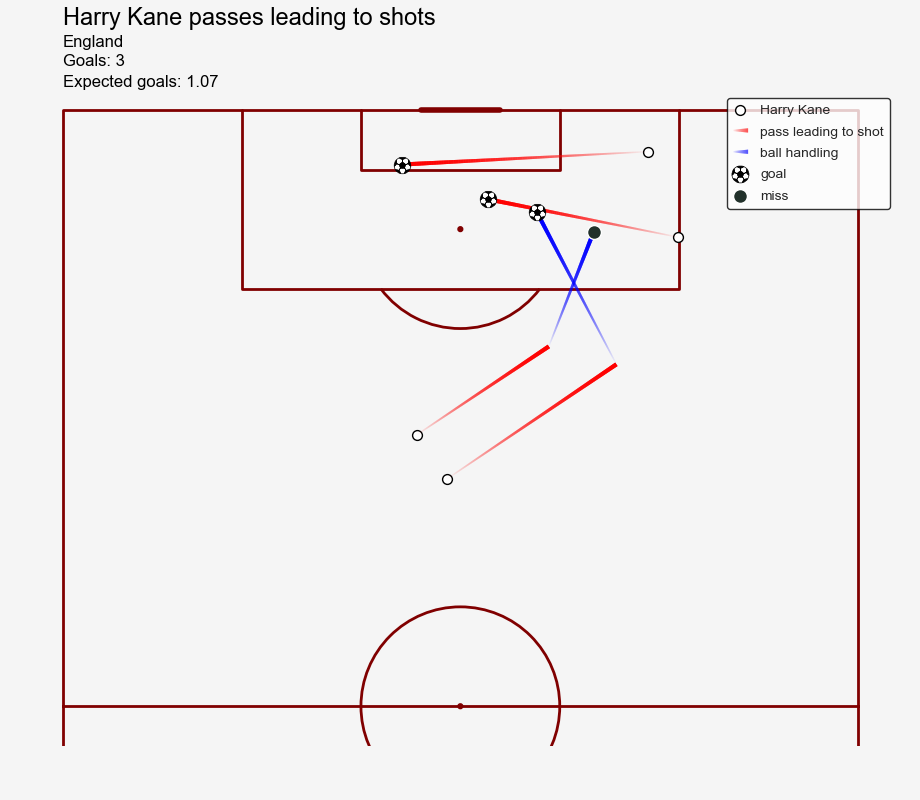 Harry Kane passes leading to shots
England
Goals: 3
Expected goals: 1.07
Harry Kane
pass leading to shot
ball handling
goal
miss